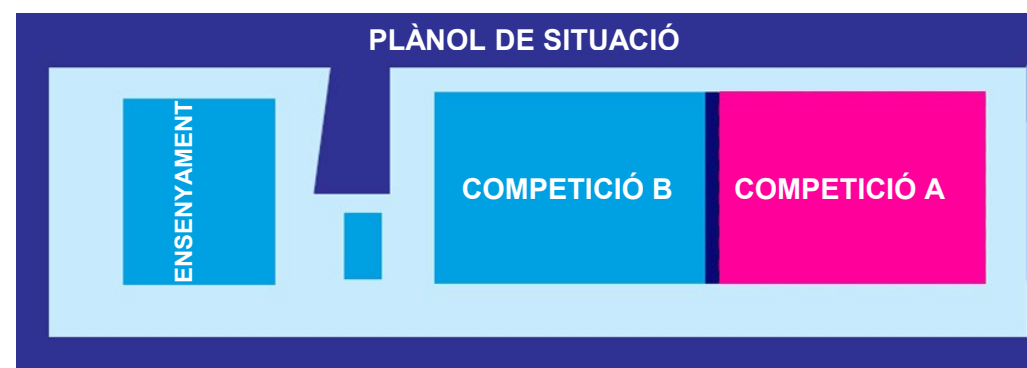 PLÀNOL DE SITUACIÓ
ENSENYAMENT
COMPETICIÓ B
COMPETICIÓ A